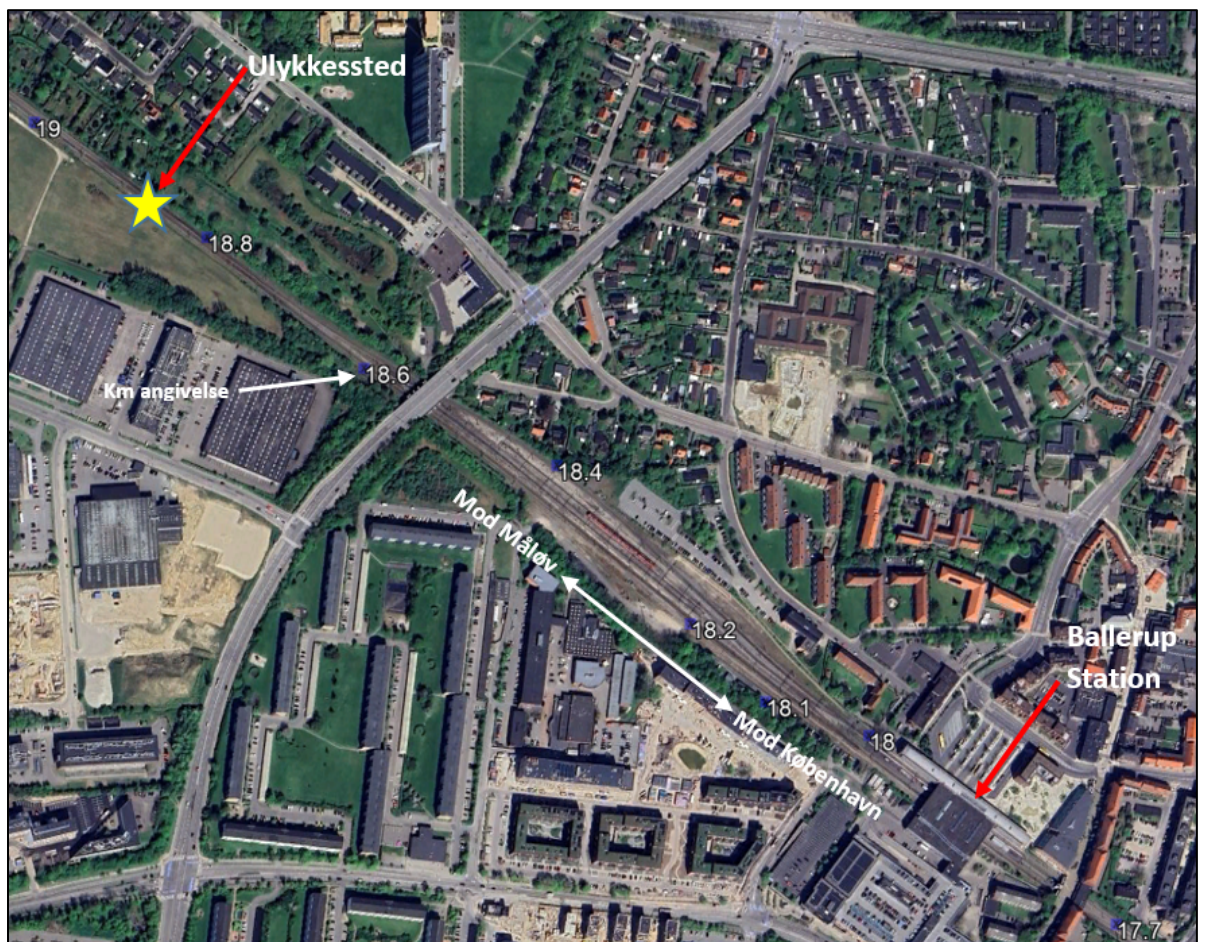 Ulykkessted
19
18.8
Km angivelse
18.6
18.4
Mod Måløv
18.2
Ballerup
Station
18.1
Mod København
18
17.7